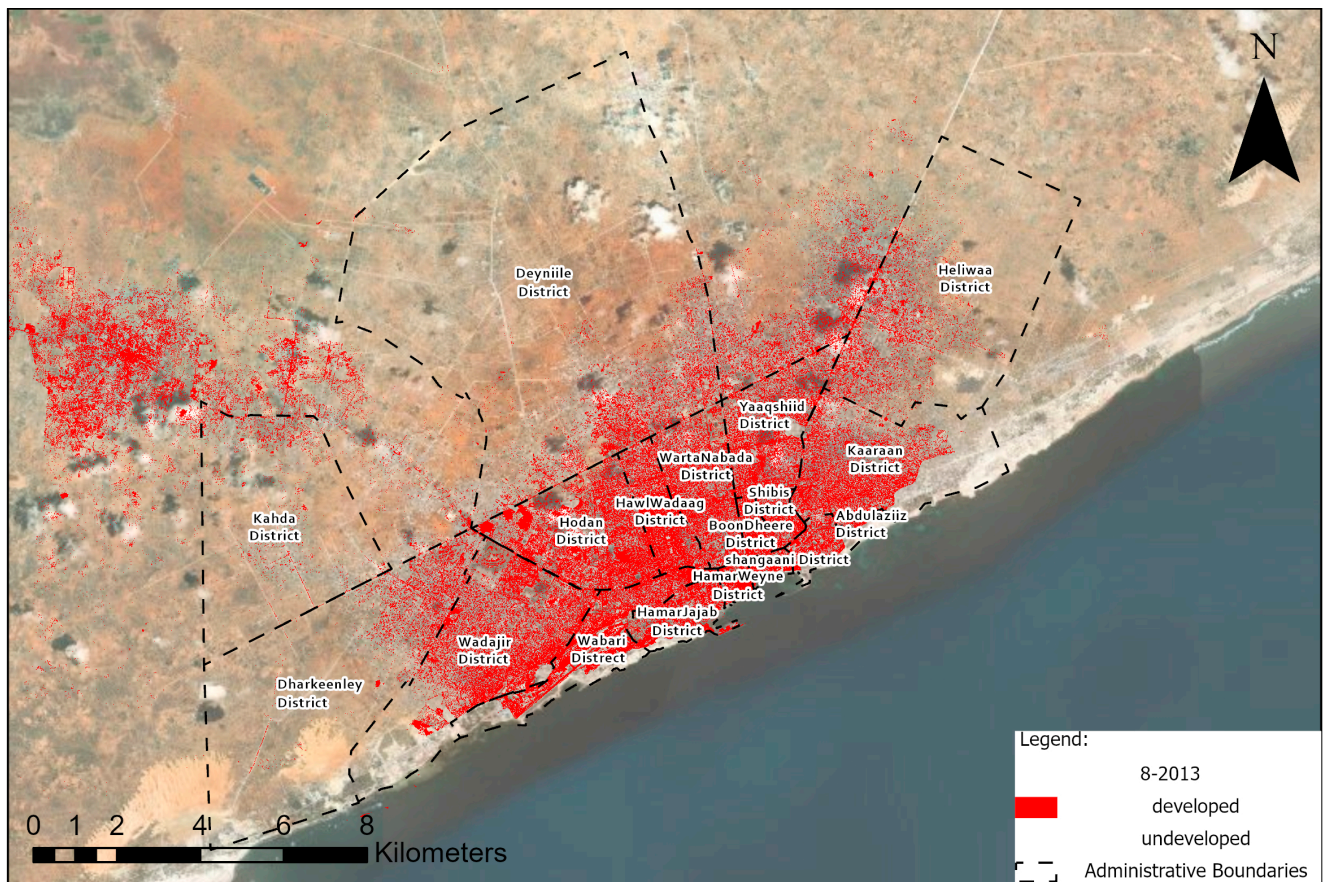 N
Deyniile
District
Heliwaa
District
Yaaqshiid
District
WartaNabada
District
Kaaraan
District
Shibis
District
HawlWadaag
District
Kahda
District
Hodan
District
BoonDheere
District
Abdulaziiz
District
shangaani District
HamarWeyne
District
HamarJajab
District
Wadajir
District
Wabari
Distrect
Dharkeenley
District
Legend:
8-2013
developed
undeveloped
Administrative Boundaries
0 1 2 4 6 8
Kilometers